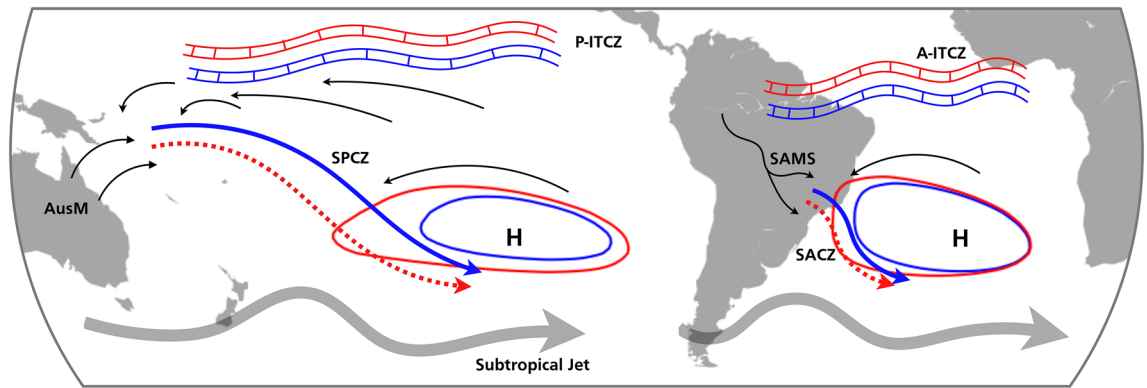 P-ITCZ
A-ITCZ
SPCZ
SAMS
AusM
H
H
SACZ
Subtropical Jet